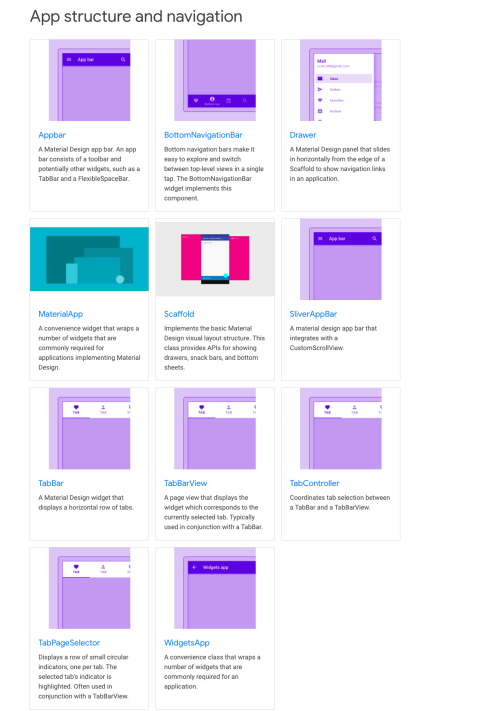 App structure and navigation
App bar
Bottom nav
Mail
Inbox
Outbox
Favorites
Archive
Appbar
A Material Design app bar. An app
bar consists of a toolbar and
potentially other widgets, such as a
TabBar and a FlexibleSpaceBar.
BottomNavigationBar
Bottom navigation bars make it
easy to explore and switch
between top-level views in a single
tap. The BottomNavigationBar
widget implements this
component.
Drawer
A Material Design panel that slides
in horizontally from the edge of a
Scaffold to show navigation links
in an application.
App bar
MaterialApp
A convenience widget that wraps a
number of widgets that are
commonly required for
applications implementing Material
Design.
Scaffold
Implements the basic Material
Design visual layout structure. This
class provides APIs for showing
drawers, snack bars, and bottom
sheets.
SliverAppBar
A material design app bar that
integrates with a
CustomScrollView.
TAB TAB
TAB TAB
TAB TAB
TabBar
A Material Design widget that
displays a horizontal row of tabs.
TabBarView
A page view that displays the
widget which corresponds to the
currently selected tab. Typically
used in conjunction with a TabBar.
TabController
Coordinates tab selection between
a TabBar and a TabBarView.
TAB TAB
Widgets app
TabPageSelector
Displays a row of small circular
indicators, one per tab. The
selected tab's indicator is
highlighted. Often used in
conjunction with a TabBarView.
WidgetsApp
A convenience class that wraps a
number of widgets that are
commonly required for an
application.